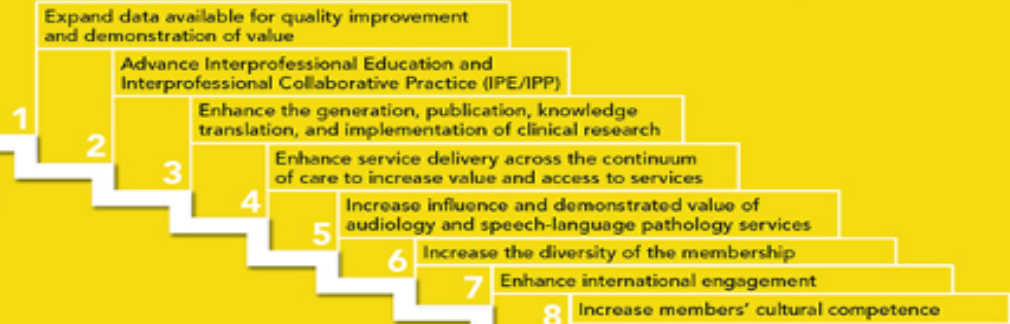 Expand data available for quality improvement
and demonstration of value
1
Advance Interprofessional Education and
Interprofessional Collaborative Practice (IPE/IPP)
2
Enhance the generation, publication, knowledge
translation, and implementation of clinical research
3
Enhance service delivery across the continuum
of care to increase value and access to services
4
Increase influence and demonstrated value of
audiology and speech-language pathology services
5
Increase the diversity of the membership
6
Enhance international engagement
7
Increase members' cultural competence
8